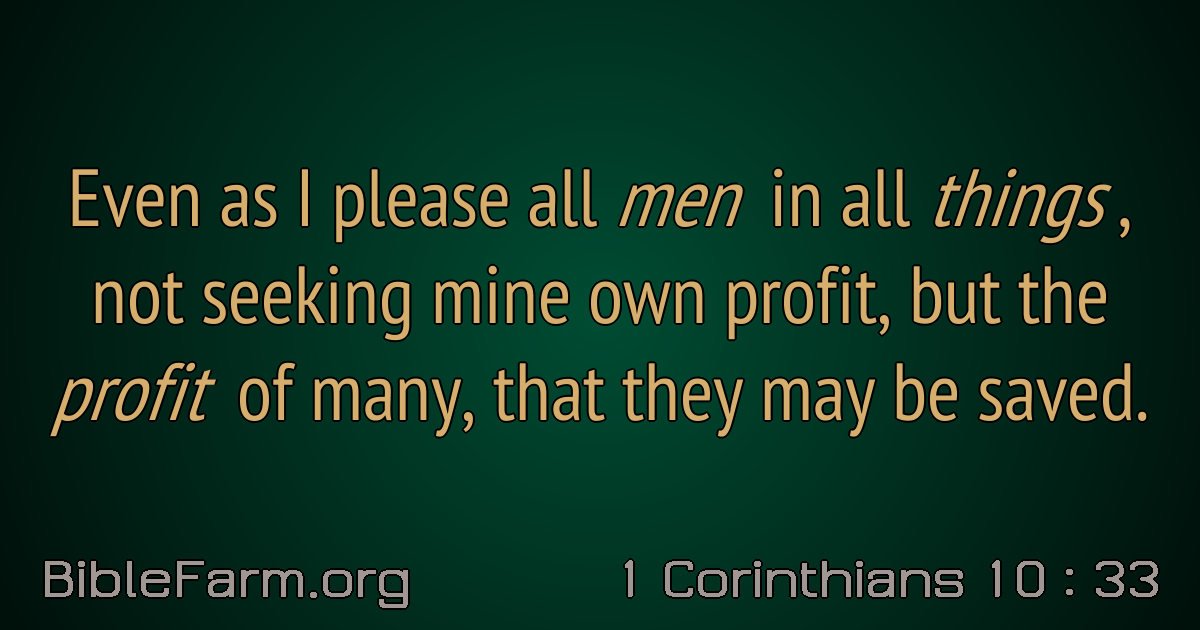 Even as I please all men in all things,
not seeking mine own profit, but the
profit of many, that they may be saved.
BibleFarm.org
1 Corinthians 10 : 33